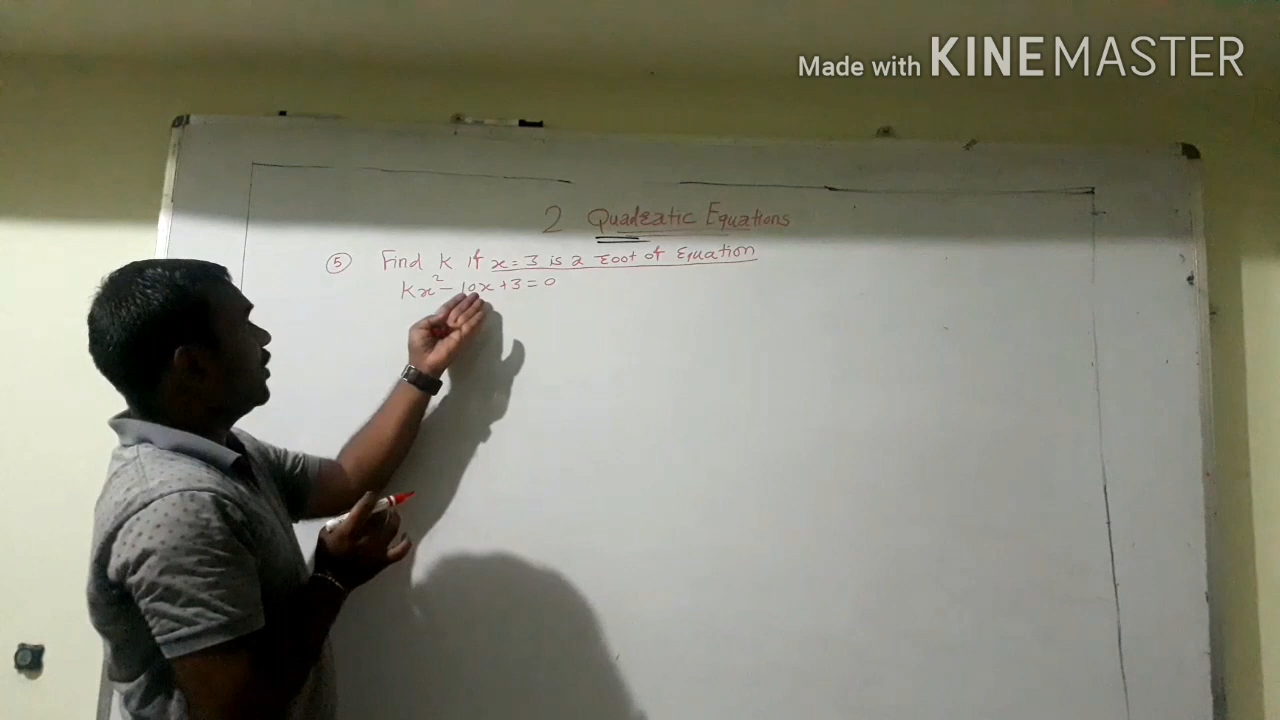 Made with KINEMASTER
2 Quadratic Equations
⑤ Find K if x=3 is a root of Equation
Kx² - 10x + 3 = 0